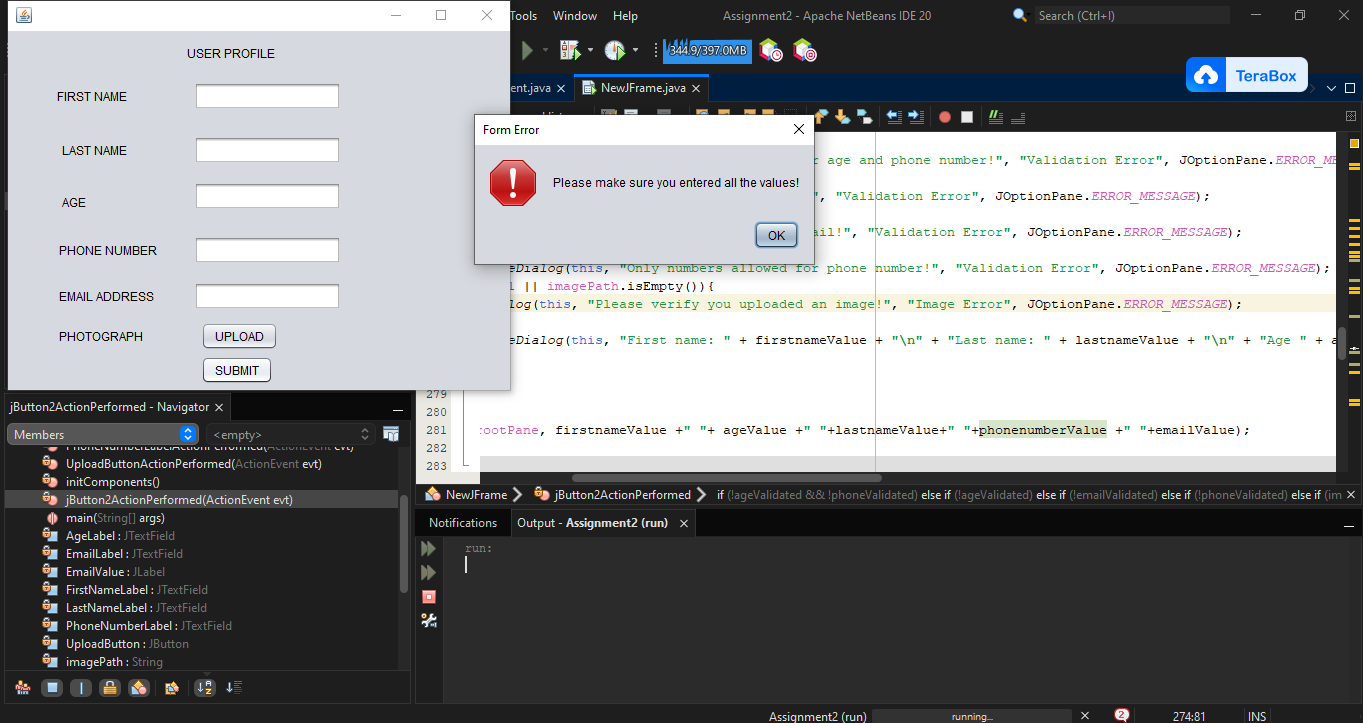 Tools Window Help
Assignment2 - Apache NetBeans IDE 20
Search (Ctrl+I)
344.9/397.0MB
TeraBox
ent.java
NewJFrame.java
USER PROFILE
FIRST NAME
LAST NAME
AGE
PHONE NUMBER
EMAIL ADDRESS
PHOTOGRAPH
UPLOAD
SUBMIT
Form Error
Please make sure you entered all the values!
OK
r age and phone number!", "Validation Error", JOptionPane.ERROR_ME
", "Validation Error", JOptionPane.ERROR_MESSAGE);
ail!", "Validation Error", JOptionPane.ERROR_MESSAGE);
eDialog(this, "Only numbers allowed for phone number!", "Validation Error", JOptionPane.ERROR_MESSAGE);
l || imagePath.isEmpty()){
log(this, "Please verify you uploaded an image!", "Image Error", JOptionPane.ERROR_MESSAGE);
eDialog(this, "First name: " + firstnameValue + "\n" + "Last name: " + lastnameValue + "\n" + "Age " + a
279
280
281 rootPane, firstnameValue +" "+ ageValue +" "+lastnameValue+" "+phonenumberValue +" "+emailValue);
282
283
NewJFrame jButton2ActionPerformed if (!ageValidated && !phoneValidated) else if (!ageValidated) else if (!emailValidated) else if (!phoneValidated) else if (im
jButton2ActionPerformed - Navigator
Members
<empty>
PhoneNumberLabelActionPerformed(ActionEvent evt)
UploadButtonActionPerformed(ActionEvent evt)
initComponents()
jButton2ActionPerformed(ActionEvent evt)
main(String[] args)
AgeLabel : JTextField
EmailLabel : JTextField
EmailValue : JLabel
FirstNameLabel : JTextField
LastNameLabel : JTextField
PhoneNumberLabel : JTextField
UploadButton : JButton
imagePath : String
Notifications
Output - Assignment2 (run)
run:
Assignment2 (run)
running...
2
274:81
INS